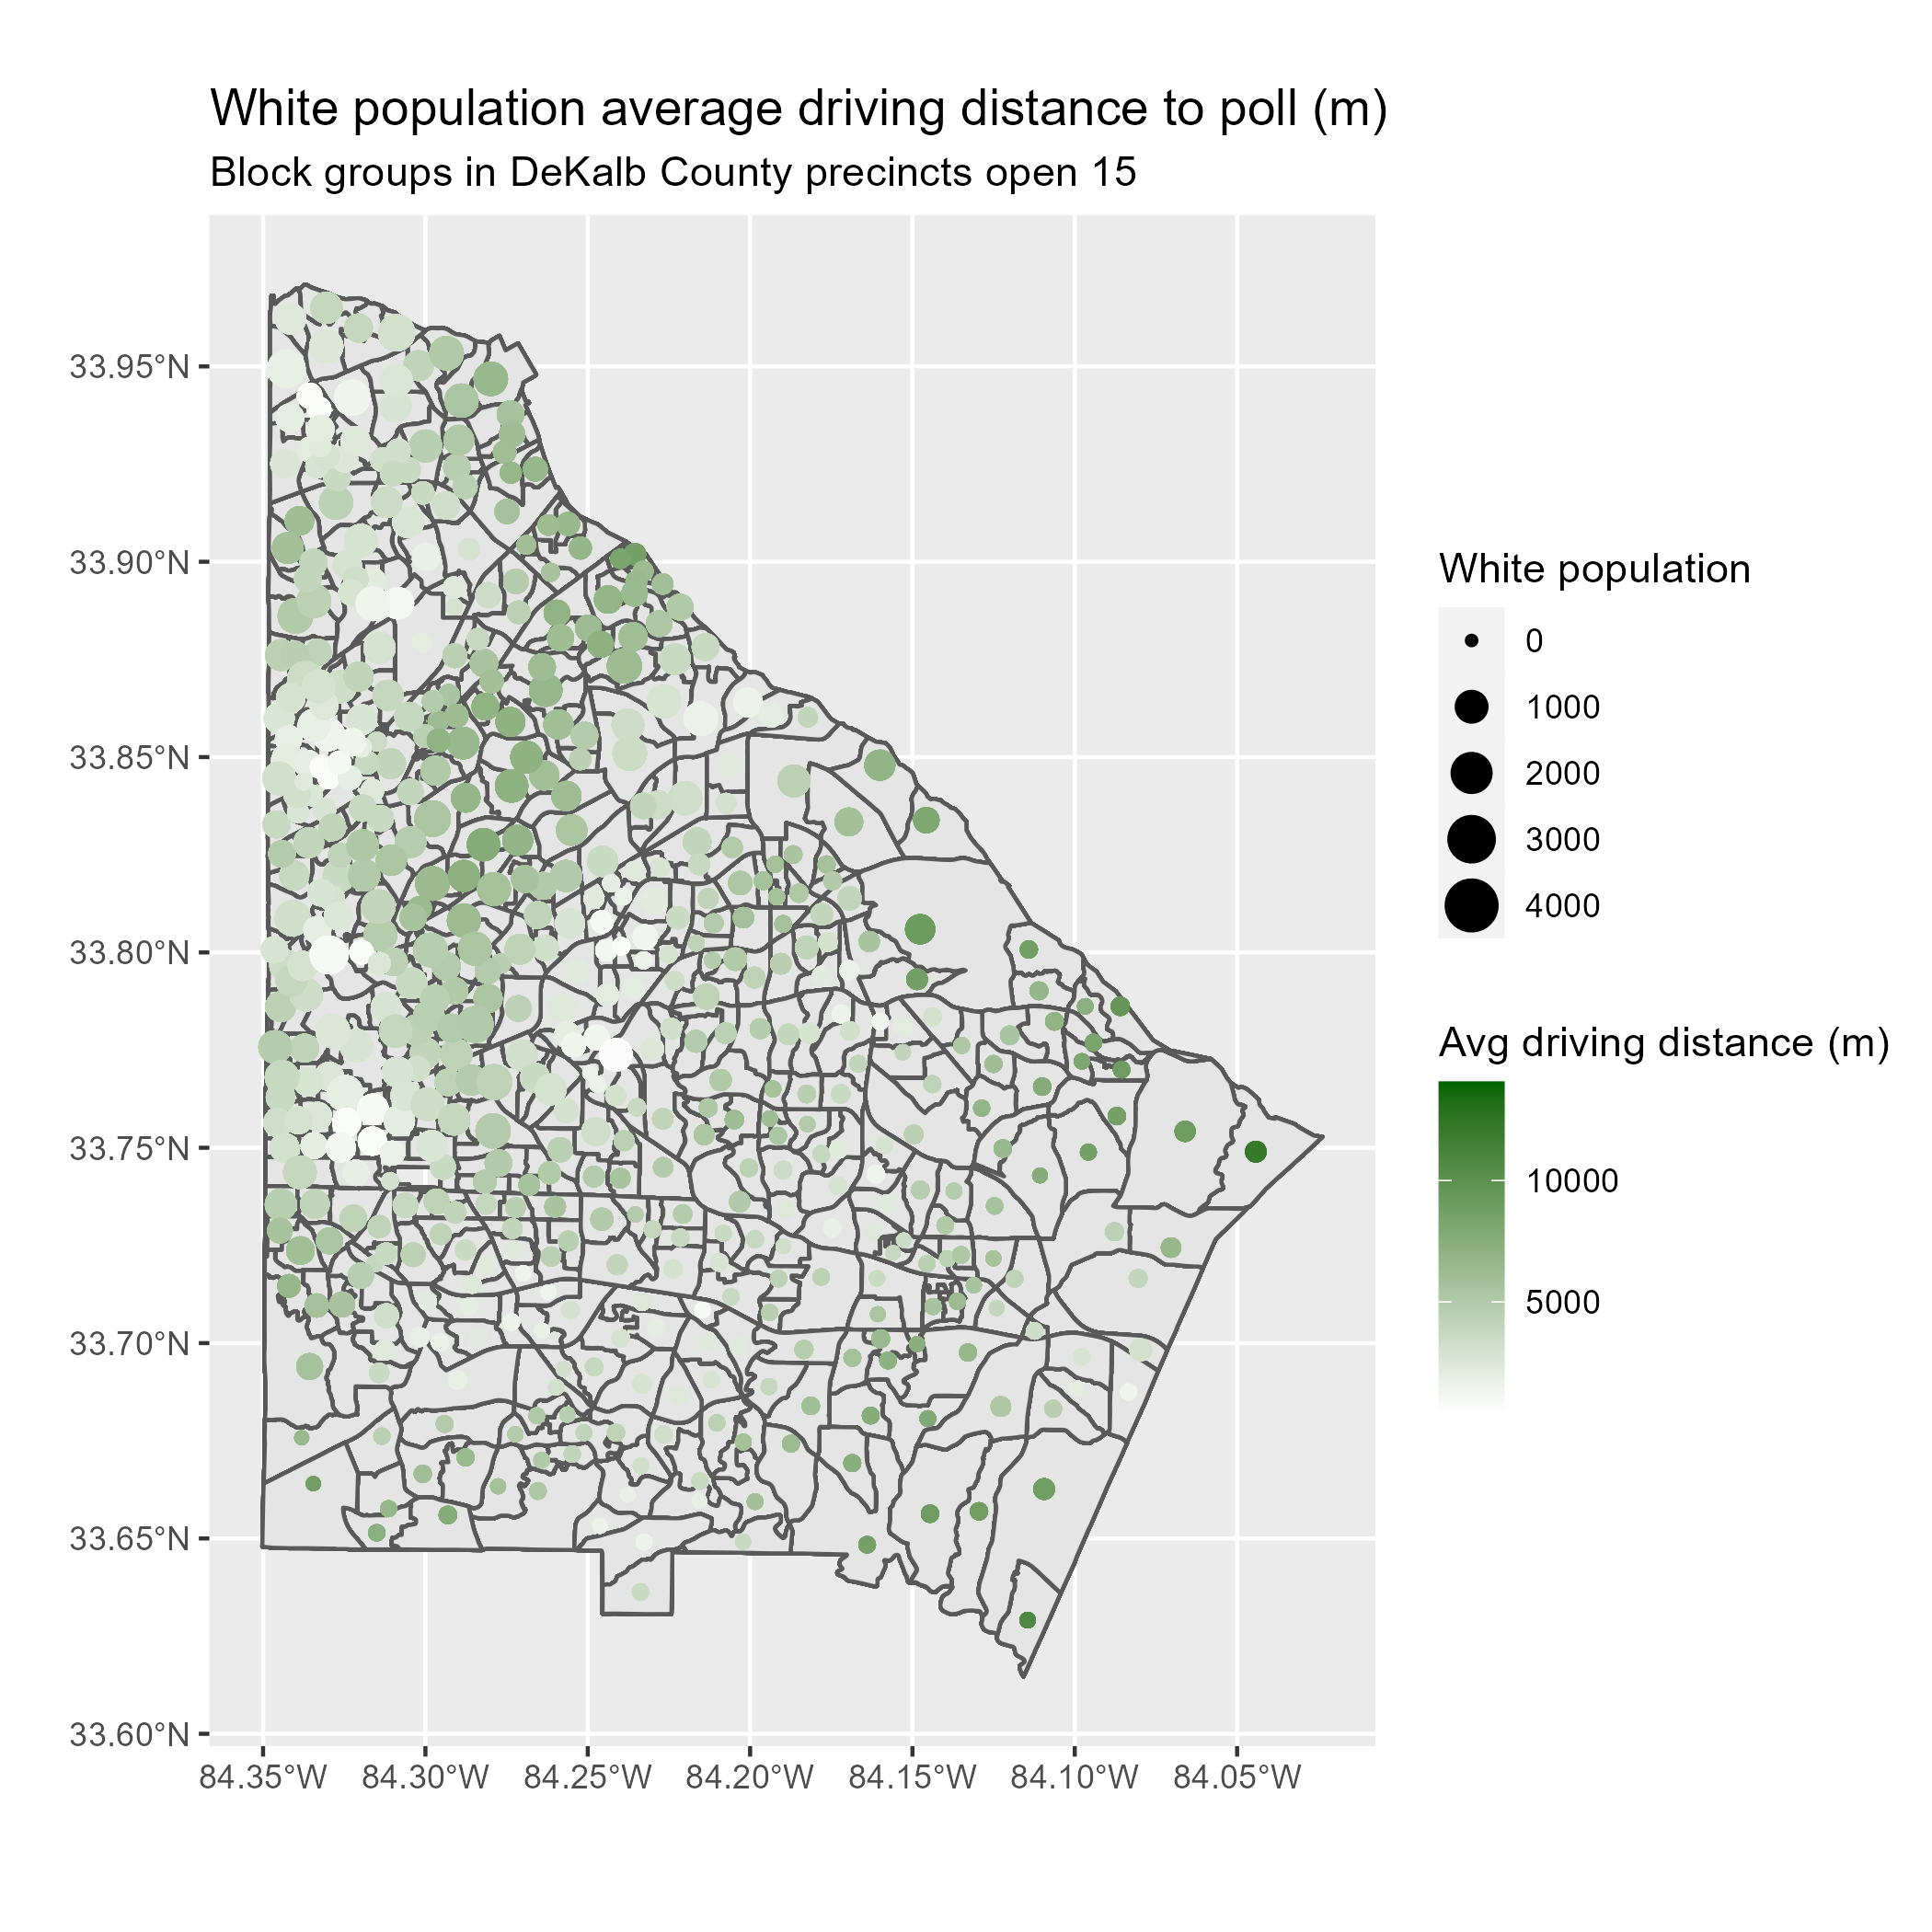 White population average driving distance to poll (m)
Block groups in DeKalb County precincts open 15
33.95°N
33.90°N
33.85°N
33.80°N
33.75°N
33.70°N
33.65°N
33.60°N
84.35°W 84.30°W 84.25°W 84.20°W 84.15°W 84.10°W 84.05°W
White population
0
1000
2000
3000
4000
Avg driving distance (m)
10000
5000